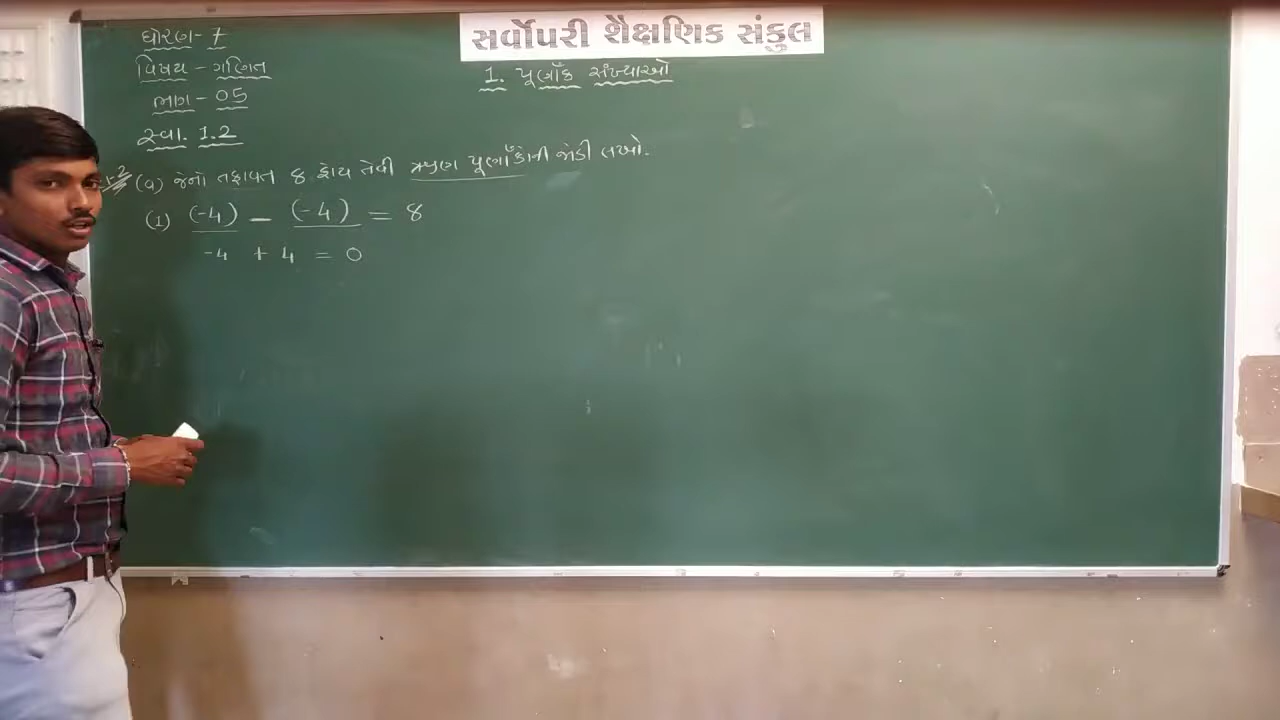 સર્વોપરી શૈક્ષણિક સંકુલ
ધોરણ - 7
વિષય - ગણિત
ભાગ - 05
સ્વા. 1.2
1. પૂર્ણાંક સંખ્યાઓ
(a) જેનો તફાવત 8 હોય તેવી ઋણ પૂર્ણાંકોની જોડી લખો.
(1) (-4) - (-4) = 8
-4 + 4 = 0